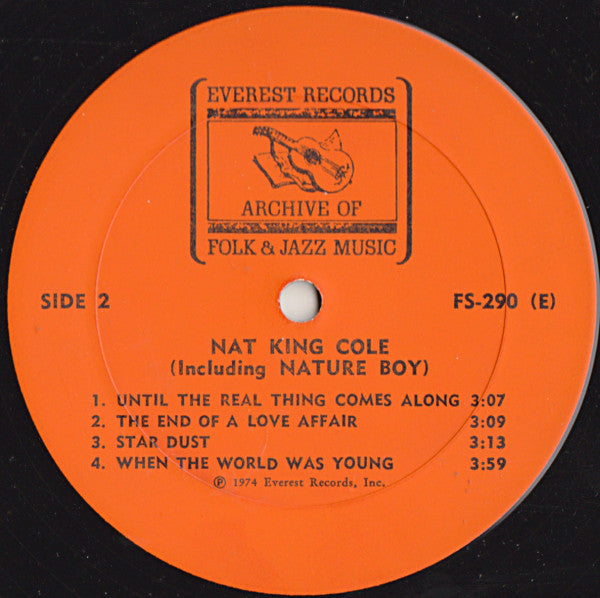 EVEREST RECORDS
ARCHIVE OF
FOLK & JAZZ MUSIC
SIDE 2 FS-290 (E)
NAT KING COLE
(Including NATURE BOY)
1. UNTIL THE REAL THING COMES ALONG 3:07
2. THE END OF A LOVE AFFAIR 3:09
3. STAR DUST 3:13
4. WHEN THE WORLD WAS YOUNG 3:59
℗ 1974 Everest Records, Inc.